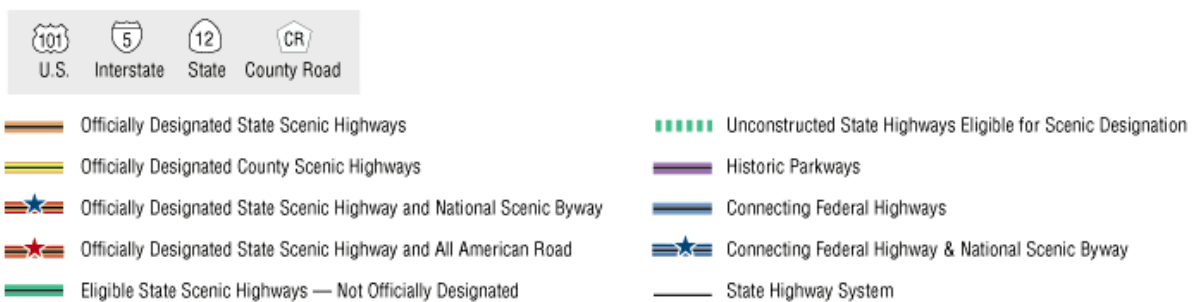 101 5 12 CR
U.S. Interstate State County Road
Officially Designated State Scenic Highways
Officially Designated County Scenic Highways
Officially Designated State Scenic Highway and National Scenic Byway
Officially Designated State Scenic Highway and All American Road
Eligible State Scenic Highways — Not Officially Designated
Unconstructed State Highways Eligible for Scenic Designation
Historic Parkways
Connecting Federal Highways
Connecting Federal Highway & National Scenic Byway
State Highway System